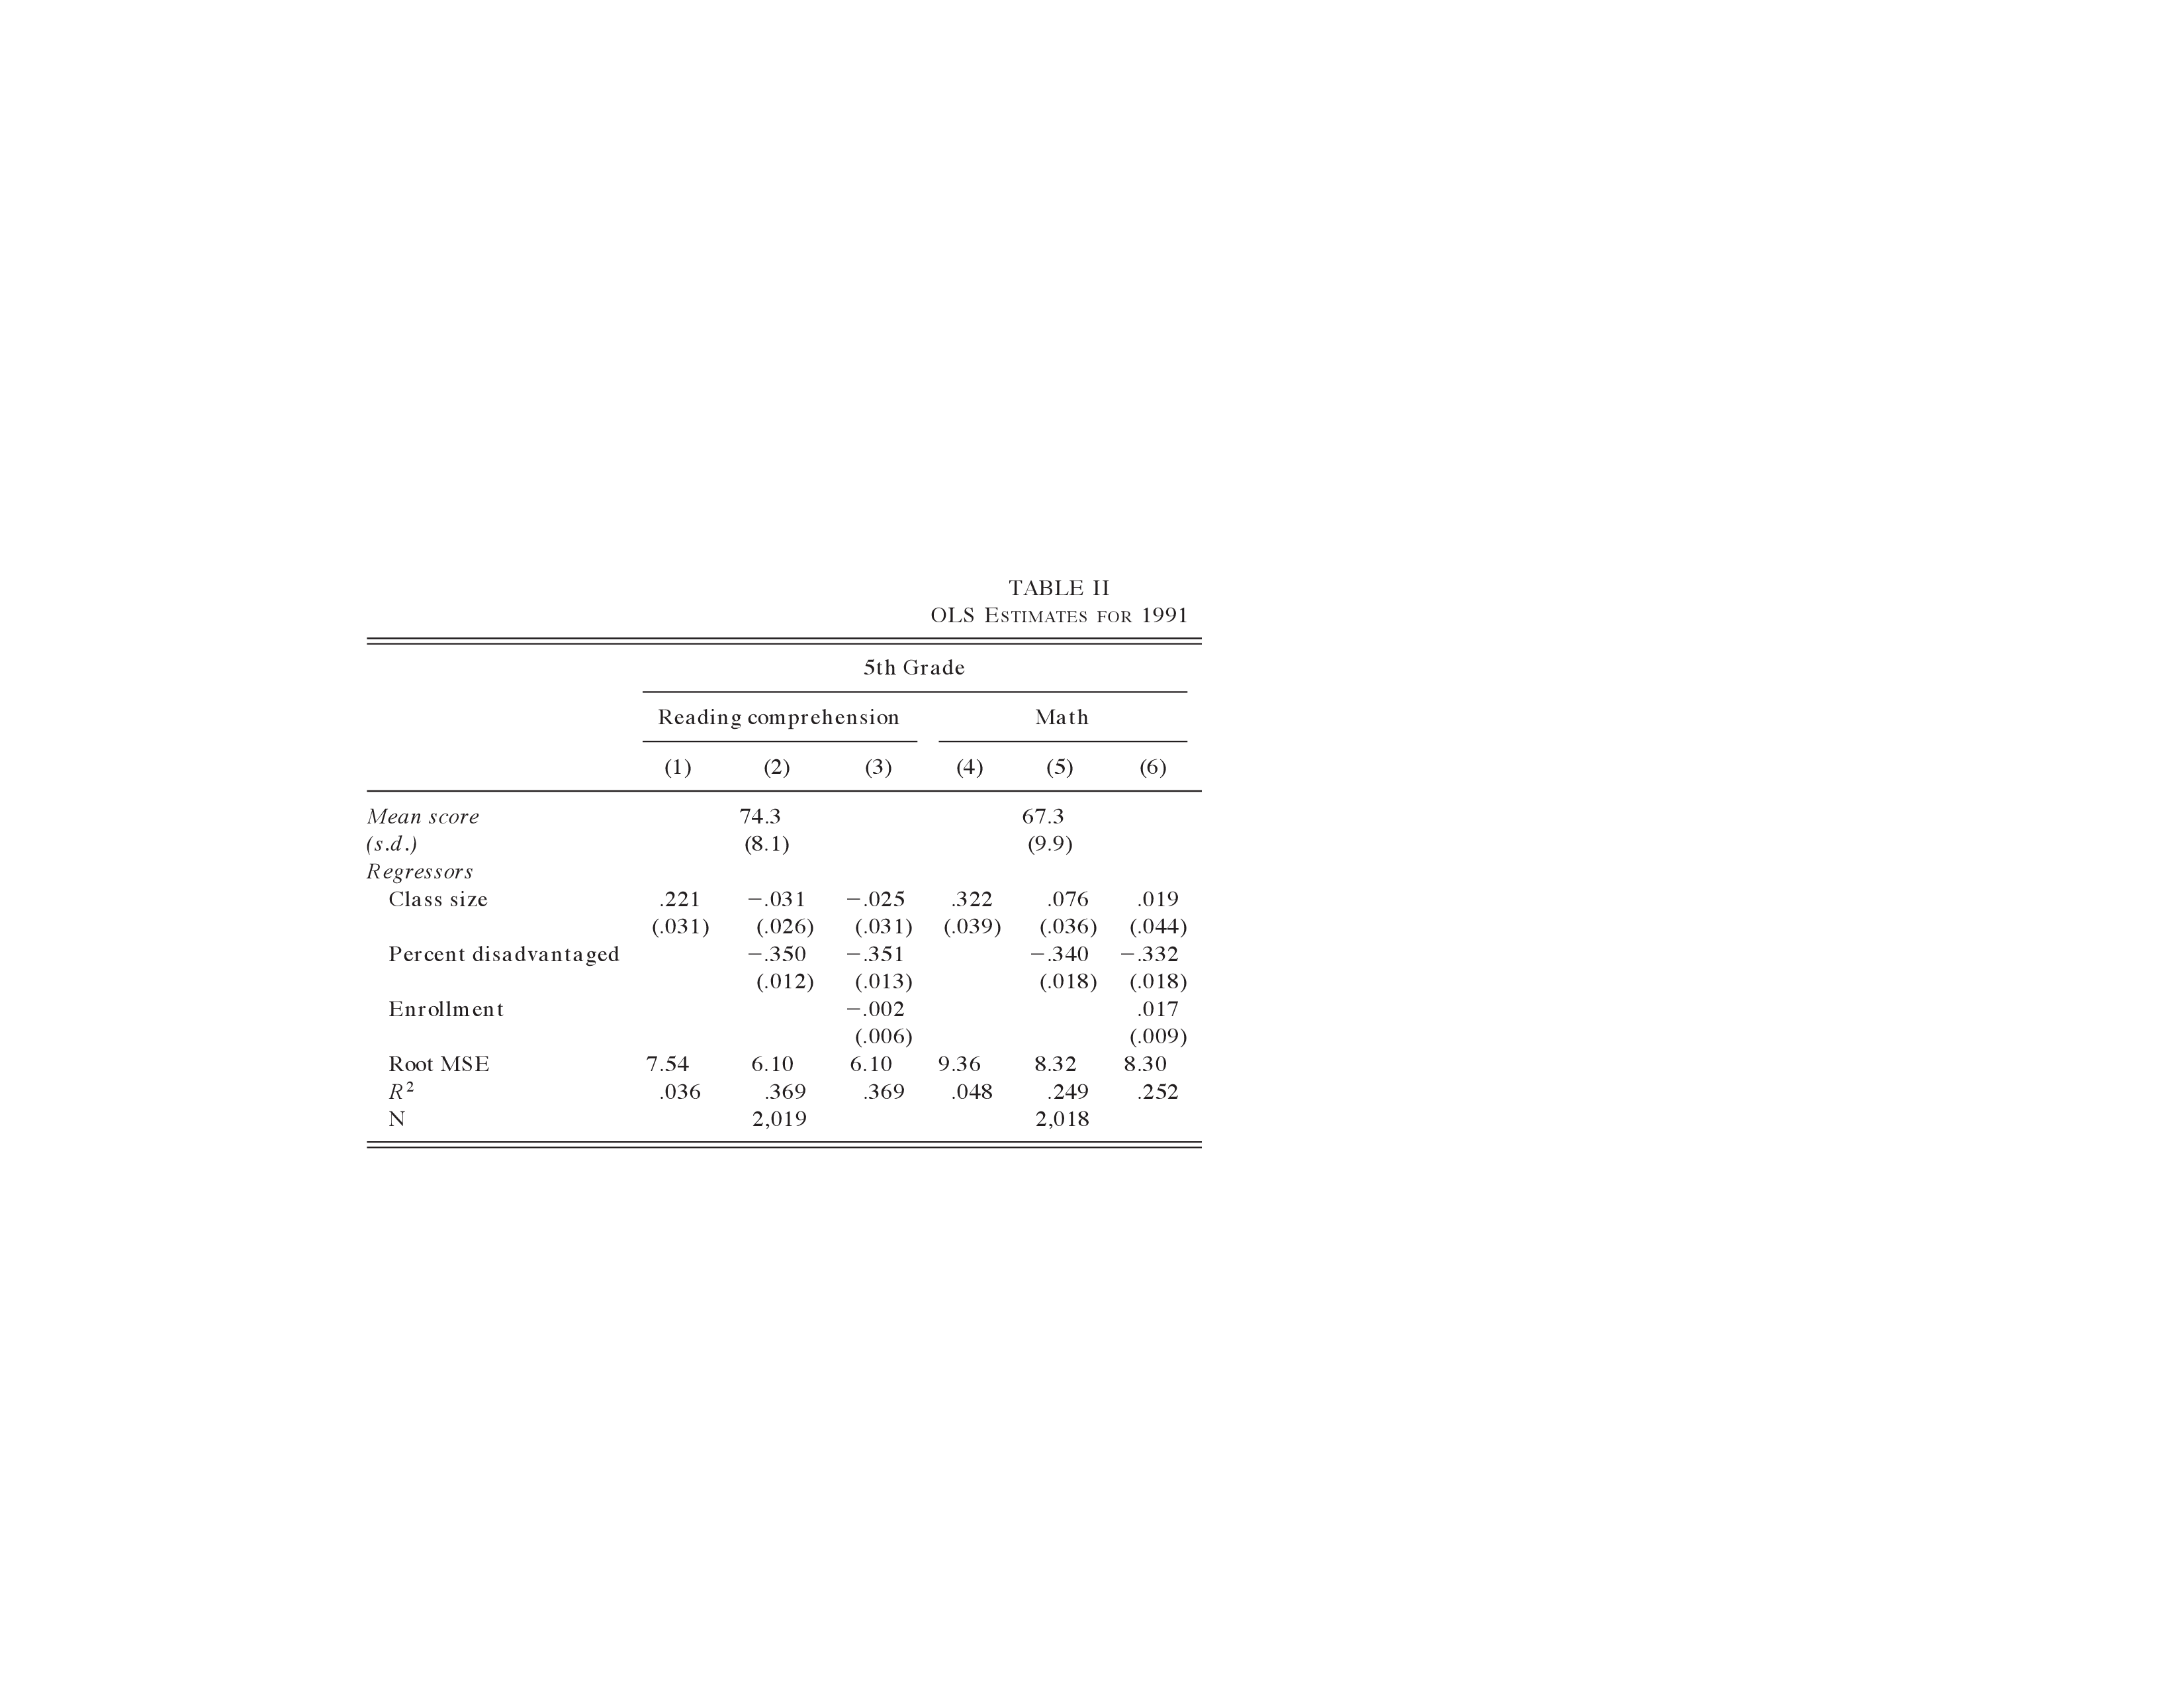 TABLE II
OLS ESTIMATES FOR 1991
5th Grade
Reading comprehension Math
(1) (2) (3) (4) (5) (6)
Mean score 74.3 67.3
(s.d.) (8.1) (9.9)
Regressors
Class size .221 −.031 −.025 .322 .076 .019
(.031) (.026) (.031) (.039) (.036) (.044)
Percent disadvantaged −.350 −.351 −.340 −.332
(.012) (.013) (.018) (.018)
Enrollment −.002 .017
(.006) (.009)
Root MSE 7.54 6.10 6.10 9.36 8.32 8.30
R² .036 .369 .369 .048 .249 .252
N 2,019 2,018